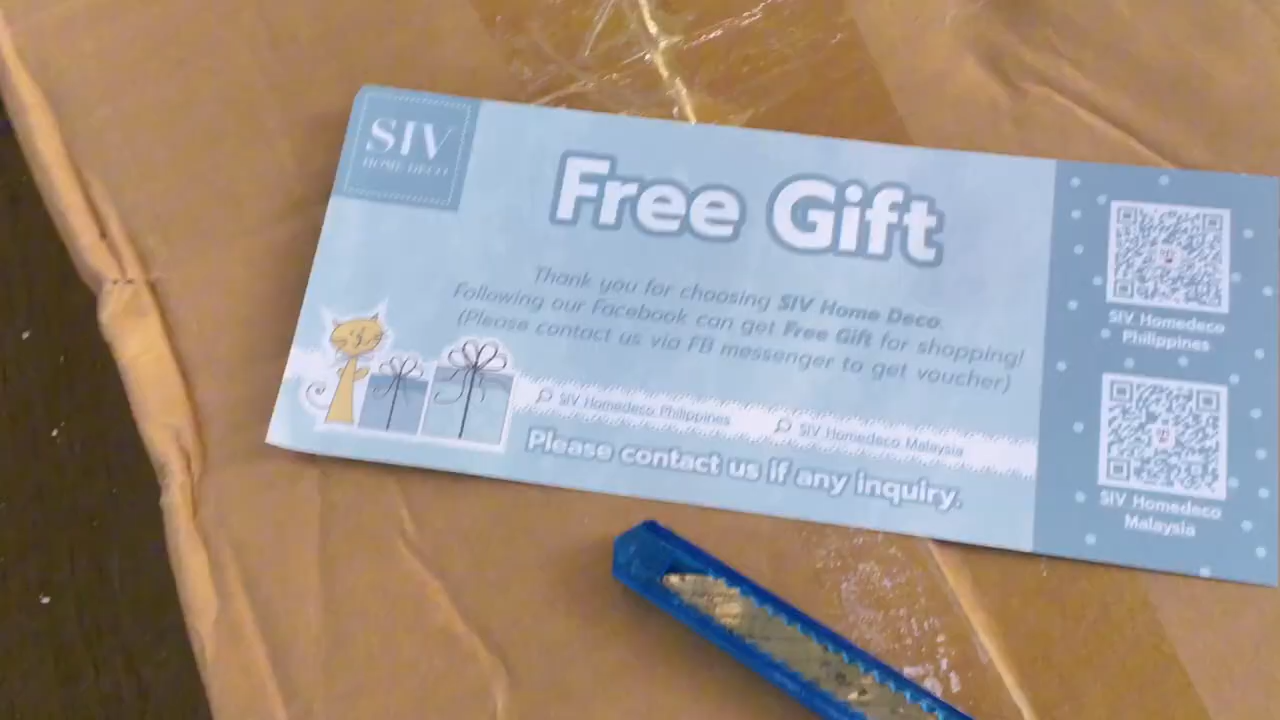 SIV
HOME DECO
Free Gift
Thank you for choosing SIV Home Deco.
Following our Facebook can get Free Gift for shopping!
(Please contact us via FB messenger to get voucher)
SIV Homedeco Philippines
SIV Homedeco Malaysia
Please contact us if any inquiry.
SIV Homedeco
Philippines
SIV Homedeco
Malaysia